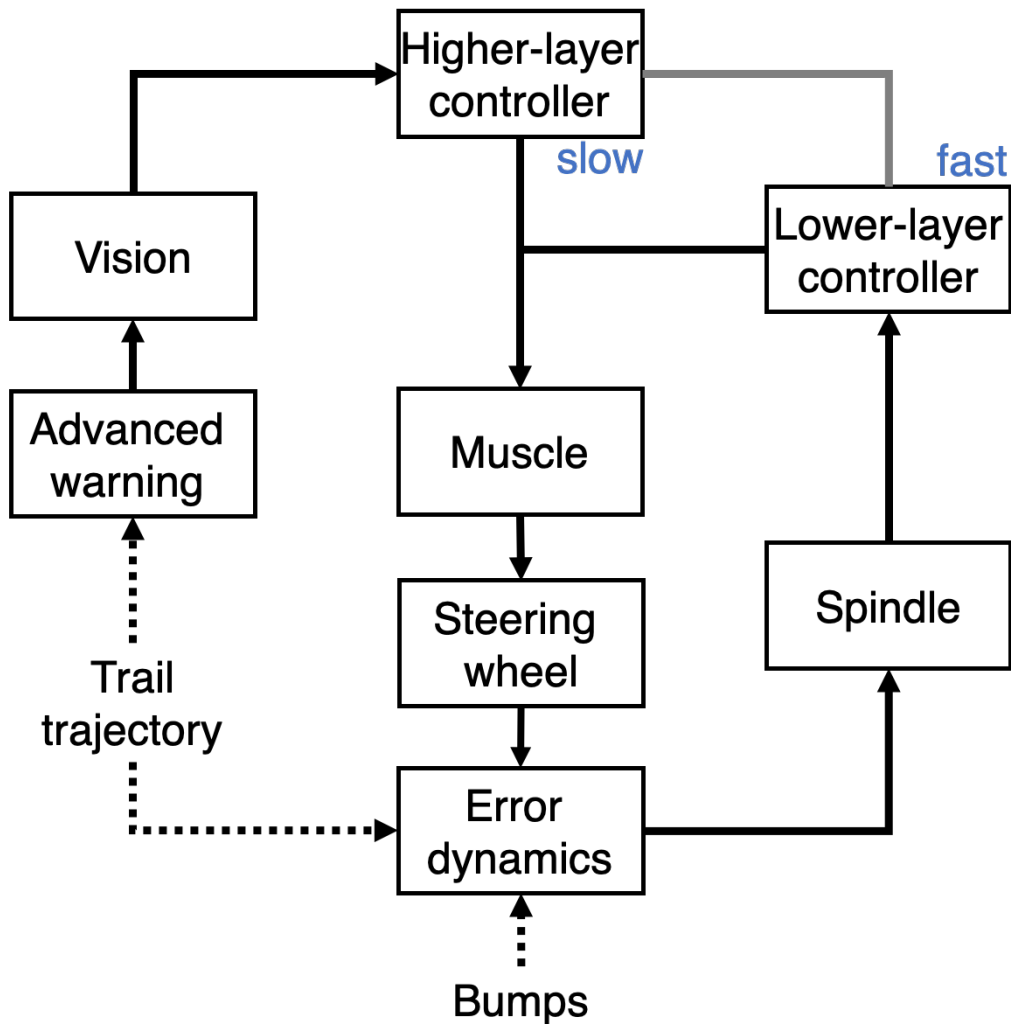 Higher-layer
controller
slow
fast
Vision
Lower-layer
controller
Advanced
warning
Muscle
Spindle
Steering
wheel
Trail
trajectory
Error
dynamics
Bumps